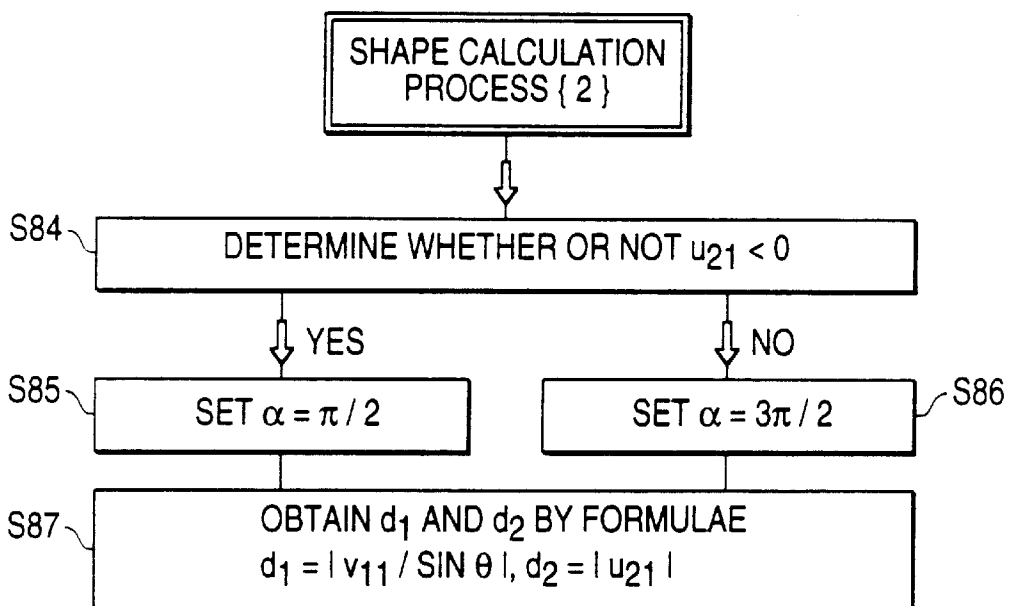 SHAPE CALCULATION
PROCESS { 2 }
S84
DETERMINE WHETHER OR NOT u21 < 0
YES
NO
S85
SET α = π / 2
SET α = 3π / 2
S86
S87
OBTAIN d1 AND d2 BY FORMULAE
d1 = | v11 / SIN θ |, d2 = | u21 |